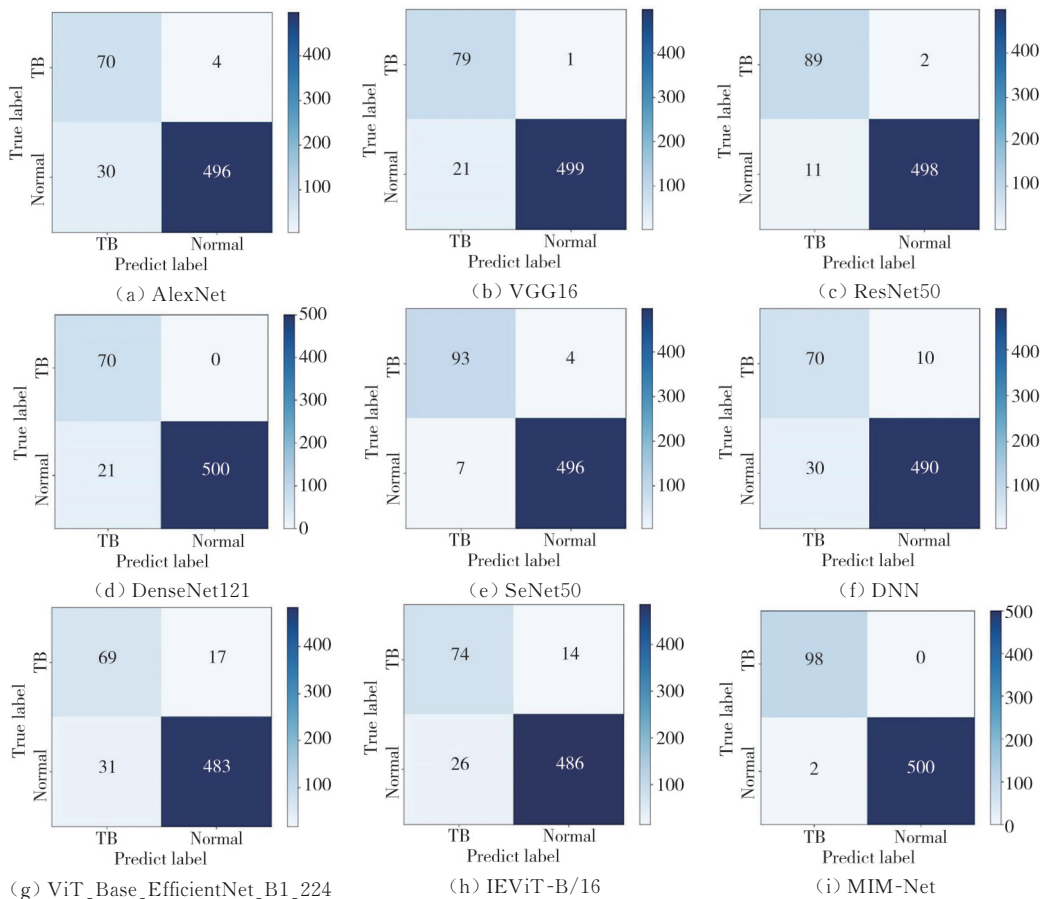 TB
70
4
400
300
True label
Normal
30
496
200
100
TB
Normal
Predict label
(a) AlexNet
TB
79
1
400
300
True label
Normal
21
499
200
100
TB
Normal
Predict label
(b) VGG16
TB
89
2
400
300
True label
Normal
11
498
200
100
TB
Normal
Predict label
(c) ResNet50
TB
70
0
500
400
300
True label
Normal
21
500
200
100
0
TB
Normal
Predict label
(d) DenseNet121
TB
93
4
400
300
True label
Normal
7
496
200
100
TB
Normal
Predict label
(e) SeNet50
TB
70
10
400
300
True label
Normal
30
490
200
100
TB
Normal
Predict label
(f) DNN
TB
69
17
400
300
True label
Normal
31
483
200
100
TB
Normal
Predict label
(g) ViT_Base_EfficientNet_B1_224
TB
74
14
400
300
True label
Normal
26
486
200
100
TB
Normal
Predict label
(h) IEViT-B/16
TB
98
0
500
400
300
True label
Normal
2
500
200
100
0
TB
Normal
Predict label
(i) MIM-Net